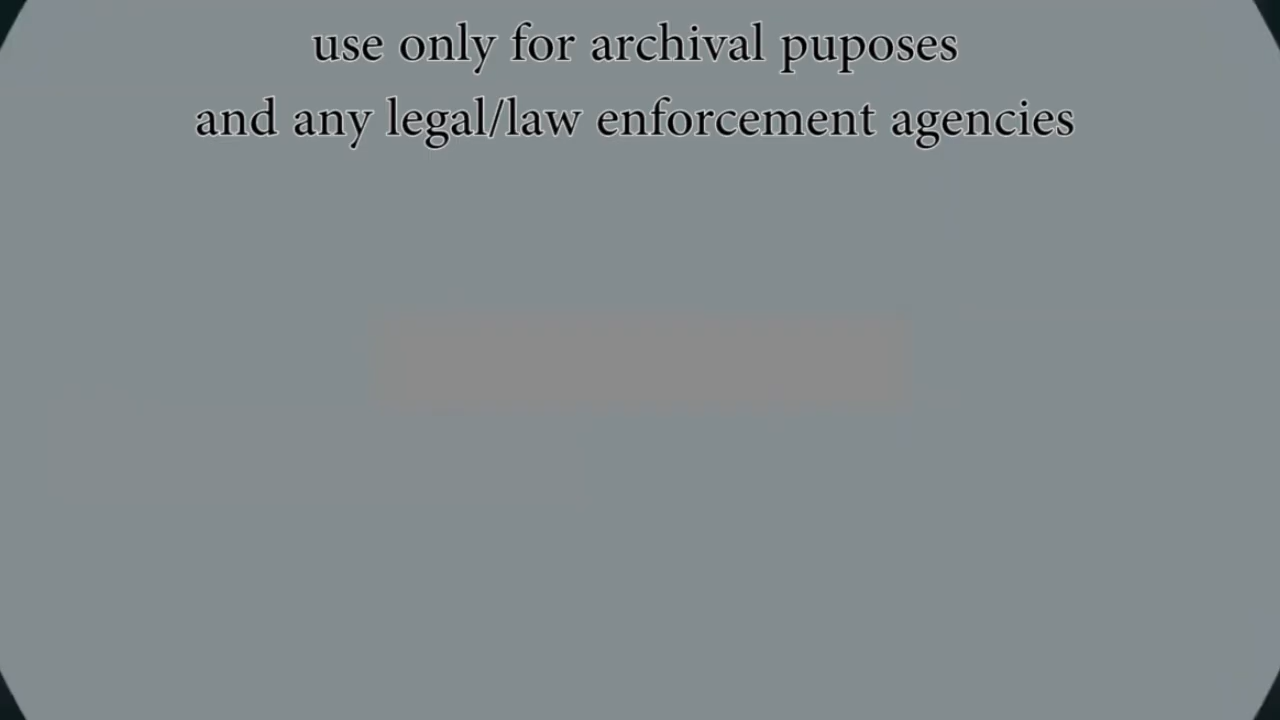 use only for archival puposes
and any legal/law enforcement agencies